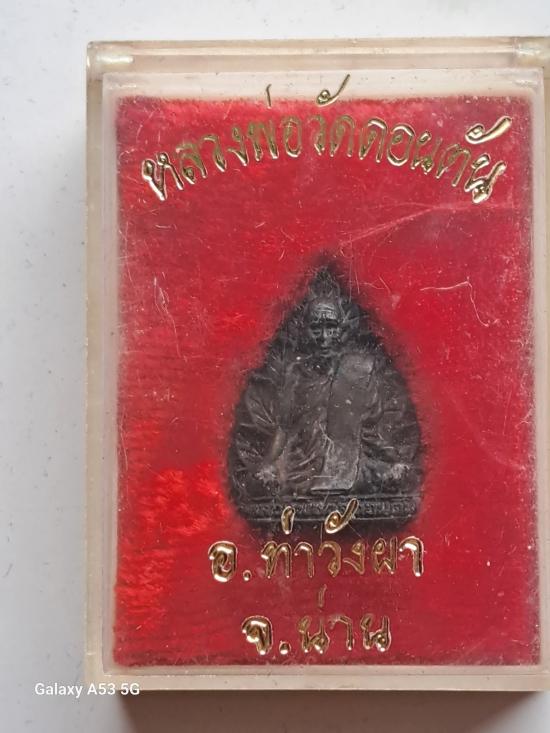 หลวงพ่อวัดดอนตัน
อ.ท่าวังผา
จ.น่าน
Galaxy A53 5G